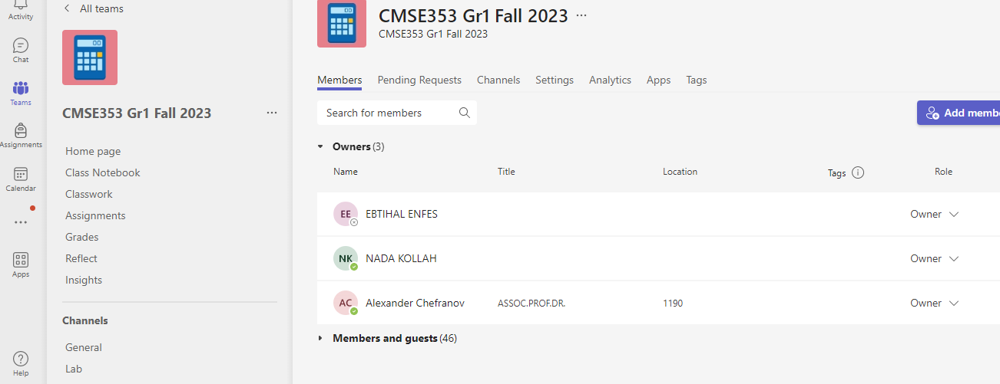 Activity
Chat
Teams
Assignments
Calendar
Apps
Help
All teams
CMSE353 Gr1 Fall 2023
Home page
Class Notebook
Classwork
Assignments
Grades
Reflect
Insights
Channels
General
Lab
CMSE353 Gr1 Fall 2023
CMSE353 Gr1 Fall 2023
Members Pending Requests Channels Settings Analytics Apps Tags
Search for members
Add membe
Owners (3)
Name Title Location Tags Role
EE EBTIHAL ENFES Owner
NK NADA KOLLAH Owner
AC Alexander Chefranov ASSOC.PROF.DR. 1190 Owner
Members and guests (46)